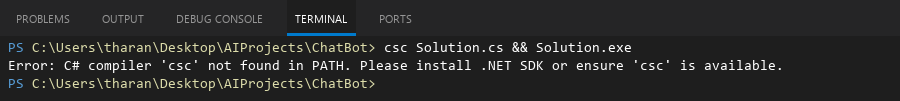 PROBLEMS OUTPUT DEBUG CONSOLE TERMINAL PORTS
PS C:\Users\tharan\Desktop\AIProjects\ChatBot> csc Solution.cs && Solution.exe
Error: C# compiler 'csc' not found in PATH. Please install .NET SDK or ensure 'csc' is available.
PS C:\Users\tharan\Desktop\AIProjects\ChatBot>